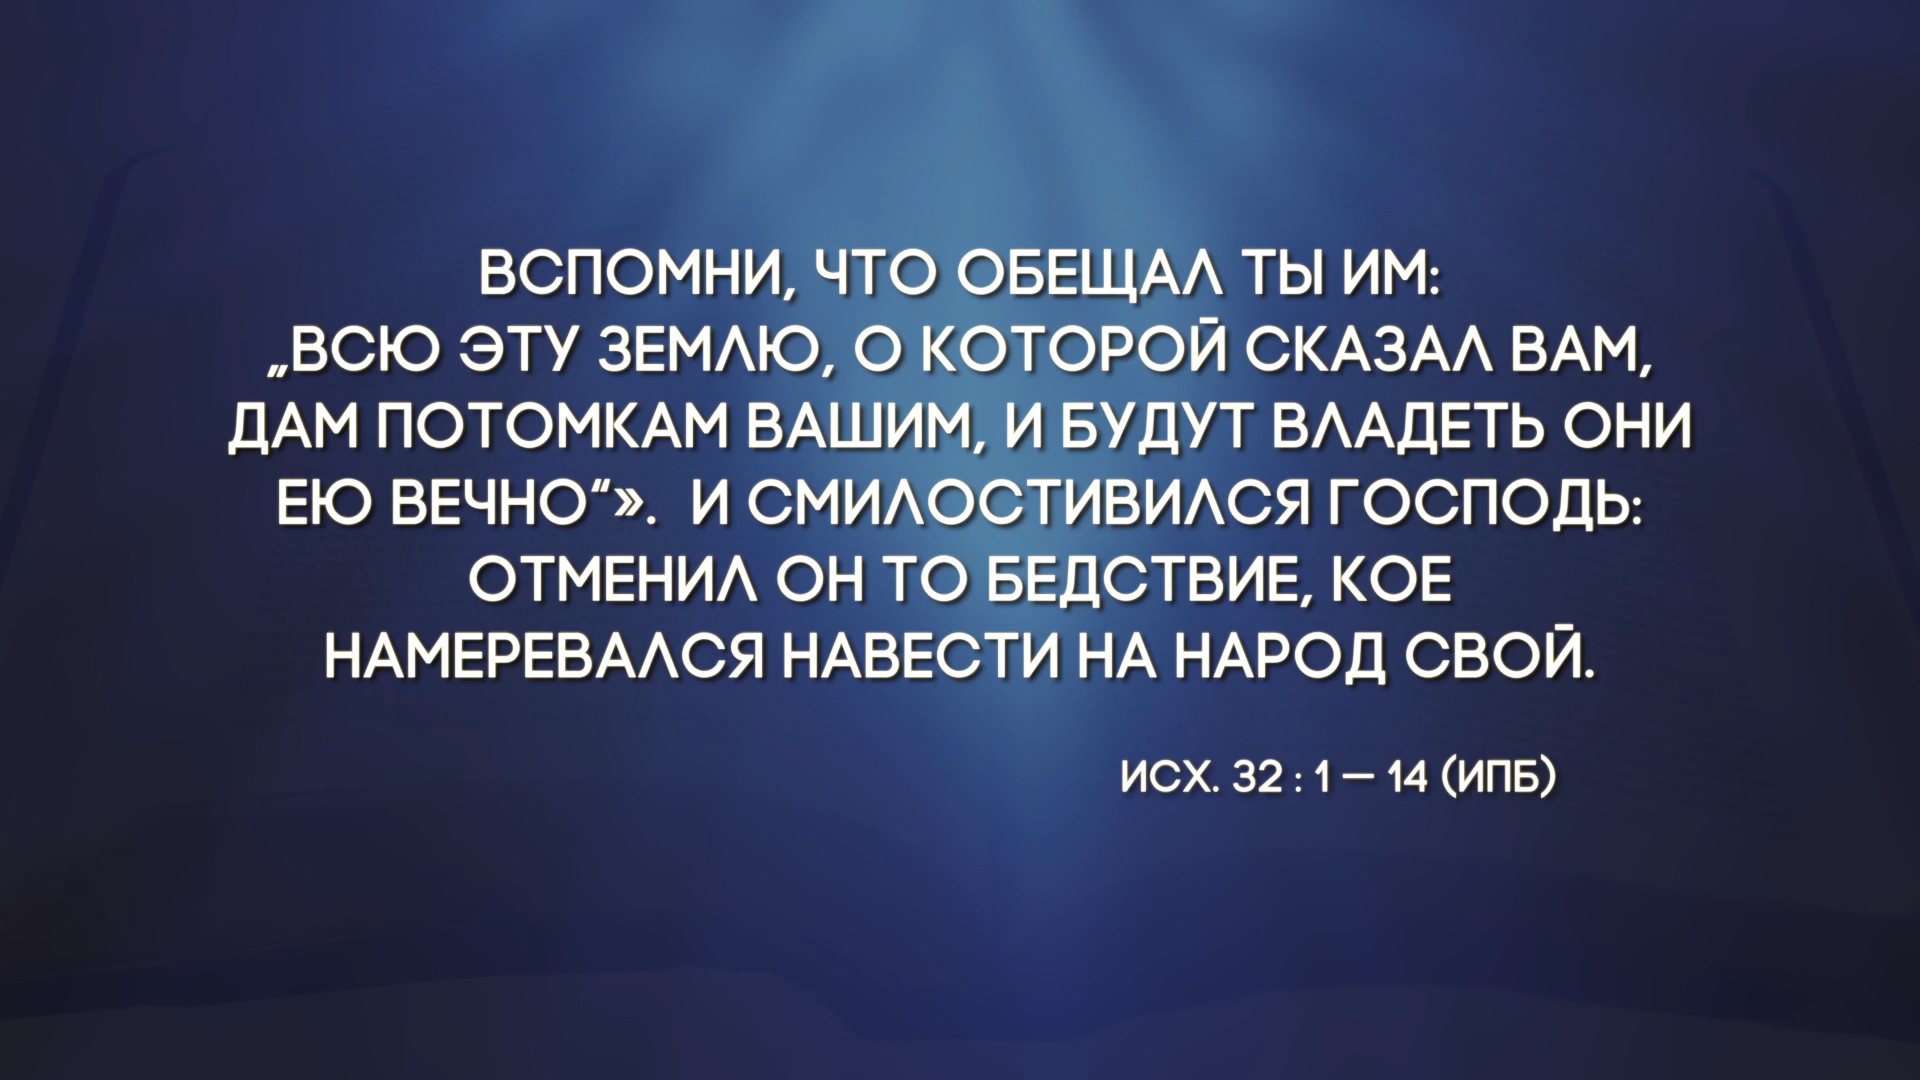 ВСПОМНИ, ЧТО ОБЕЩАЛ ТЫ ИМ:
„ВСЮ ЭТУ ЗЕМЛЮ, О КОТОРОЙ СКАЗАЛ ВАМ,
ДАМ ПОТОМКАМ ВАШИМ, И БУДУТ ВЛАДЕТЬ ОНИ
ЕЮ ВЕЧНО“». И СМИЛОСТИВИЛСЯ ГОСПОДЬ:
ОТМЕНИЛ ОН ТО БЕДСТВИЕ, КОЕ
НАМЕРЕВАЛСЯ НАВЕСТИ НА НАРОД СВОЙ.
ИСХ. 32 : 1 — 14 (ИПБ)